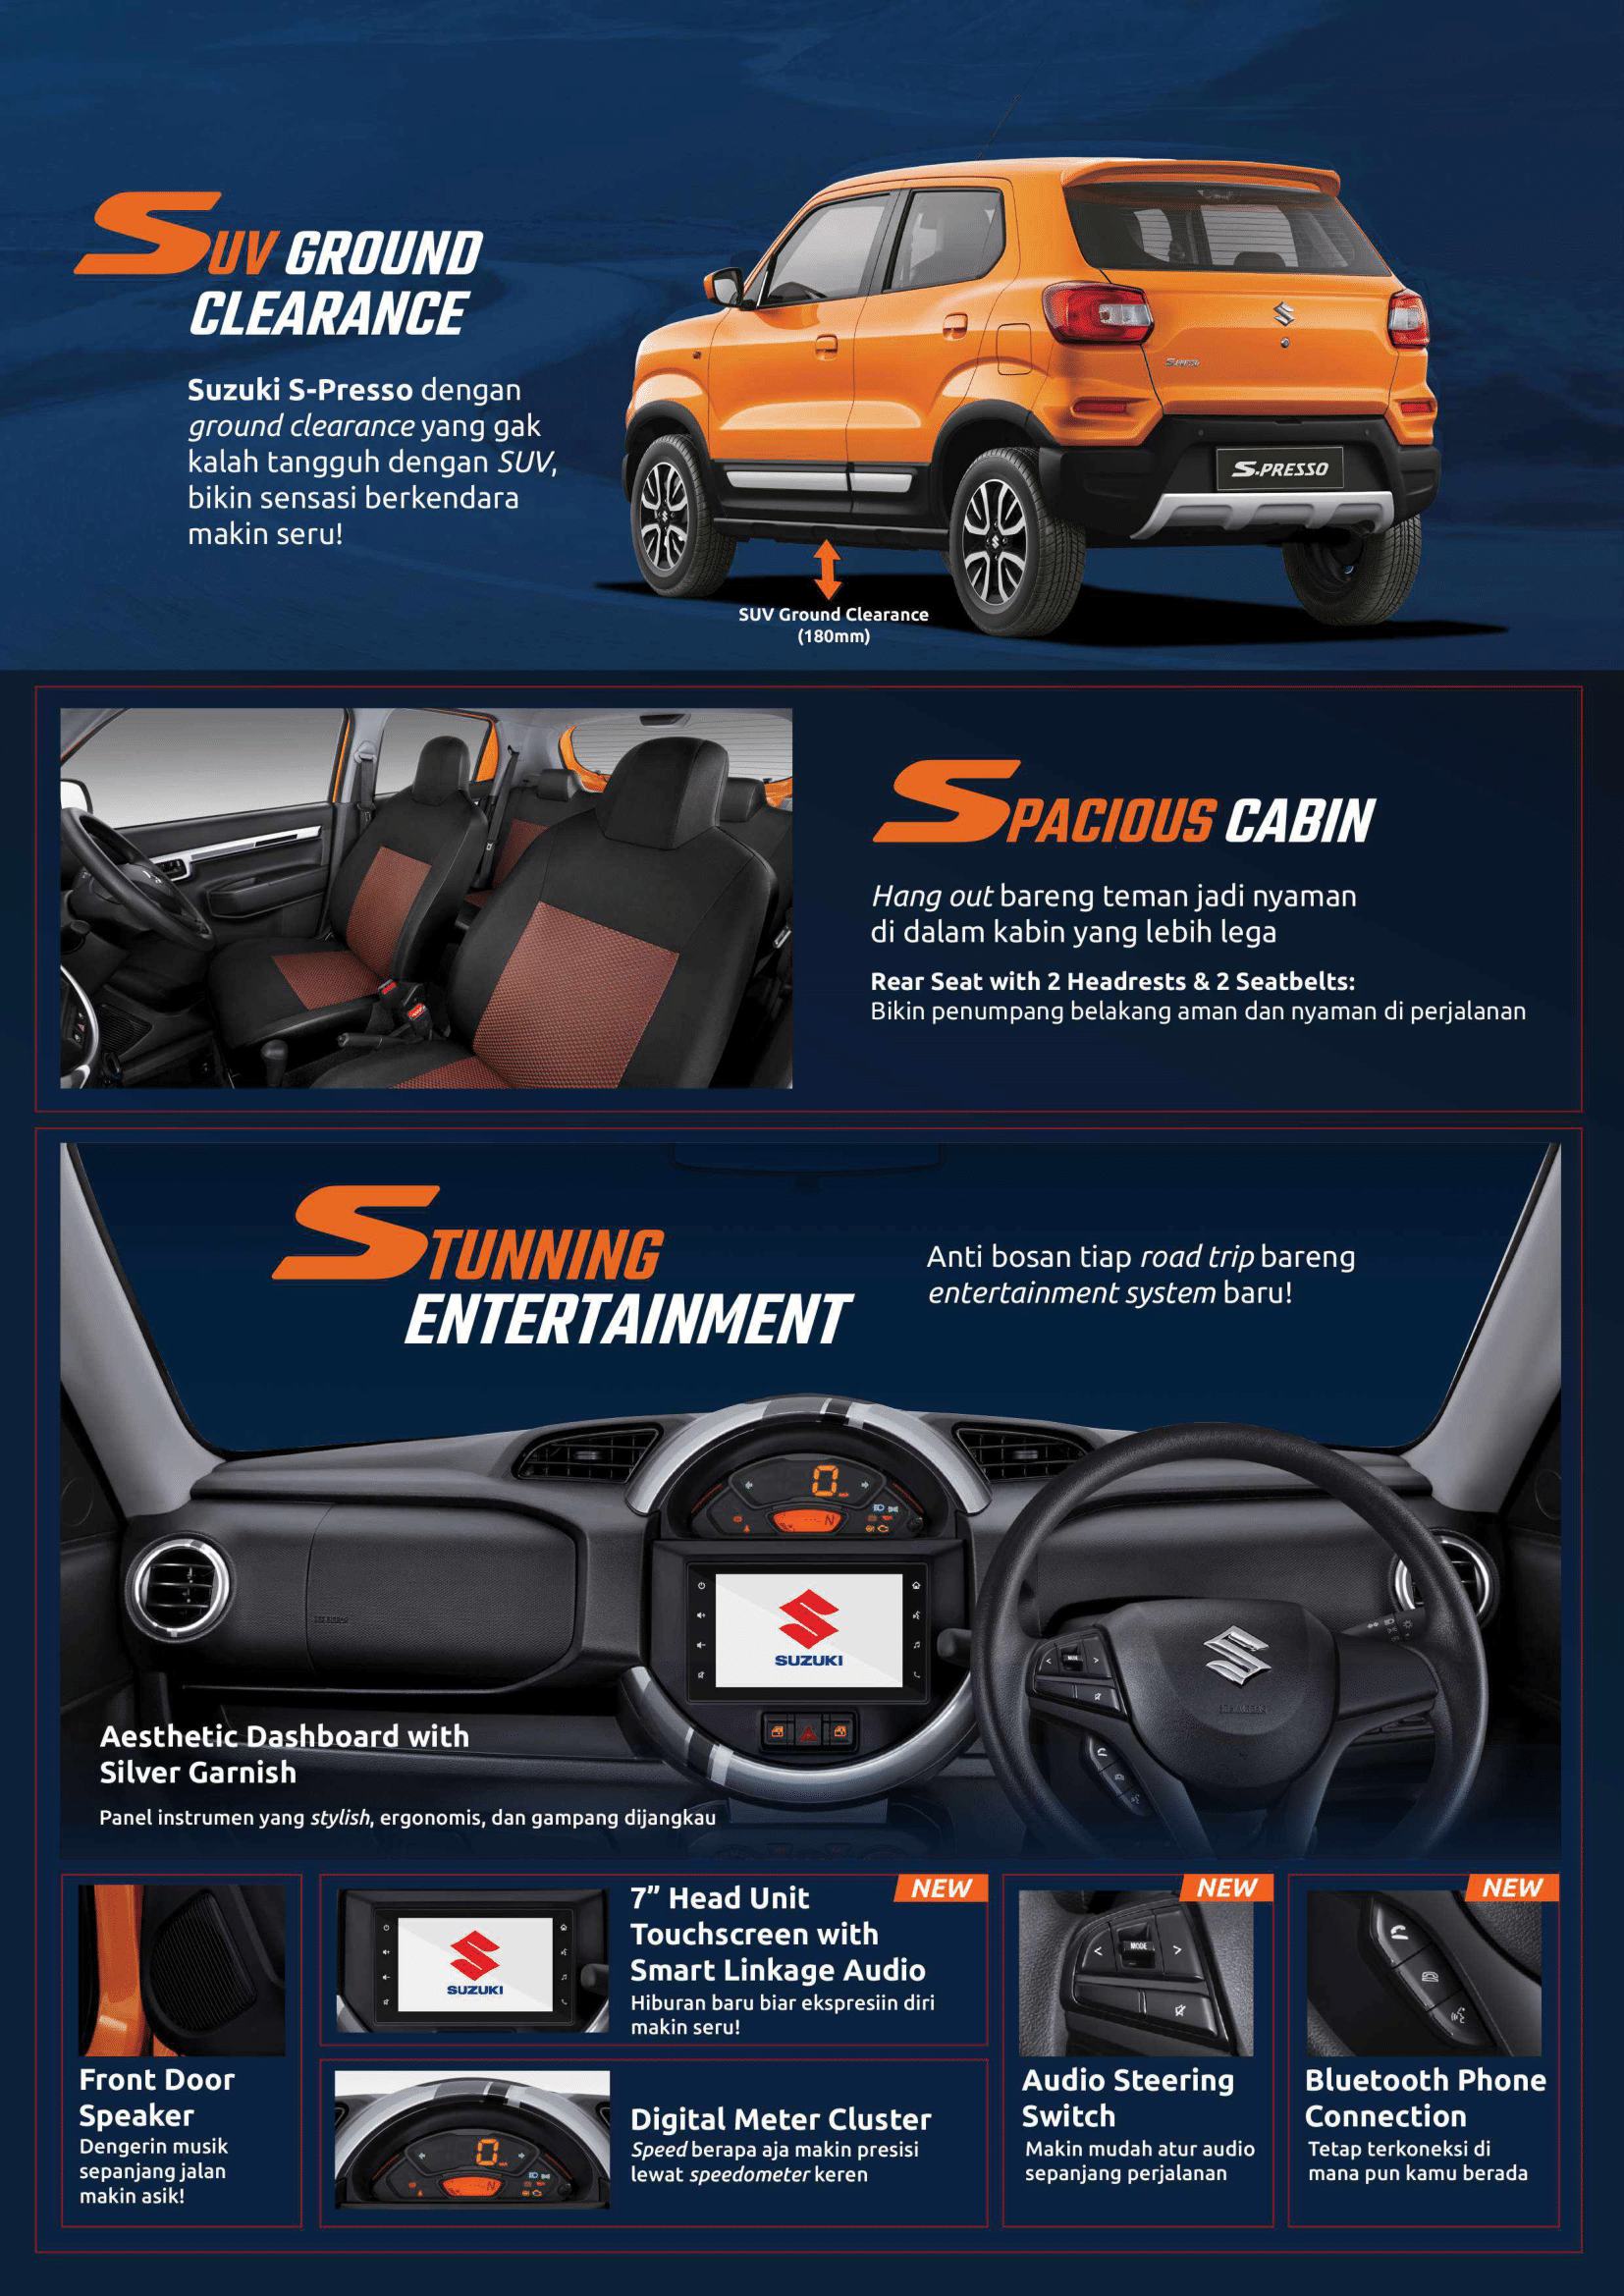 SUV GROUND
CLEARANCE
Suzuki S-Presso dengan
ground clearance yang gak
kalah tangguh dengan SUV,
bikin sensasi berkendara
makin seru!
S-PRESSO
SUV Ground Clearance
(180mm)
SPACIOUS CABIN
Hang out bareng teman jadi nyaman
di dalam kabin yang lebih lega
Rear Seat with 2 Headrests & 2 Seatbelts:
Bikin penumpang belakang aman dan nyaman di perjalanan
STUNNING
ENTERTAINMENT
Anti bosan tiap road trip bareng
entertainment system baru!
0
N
SUZUKI
MODE
Aesthetic Dashboard with
Silver Garnish
Panel instrumen yang stylish, ergonomis, dan gampang dijangkau
Front Door
Speaker
Dengerin musik
sepanjang jalan
makin asik!
SUZUKI
NEW
7” Head Unit
Touchscreen with
Smart Linkage Audio
Hiburan baru biar ekspresiin diri
makin seru!
0
N
Digital Meter Cluster
Speed berapa aja makin presisi
lewat speedometer keren
NEW
MODE
Audio Steering
Switch
Makin mudah atur audio
sepanjang perjalanan
NEW
Bluetooth Phone
Connection
Tetap terkoneksi di
mana pun kamu berada